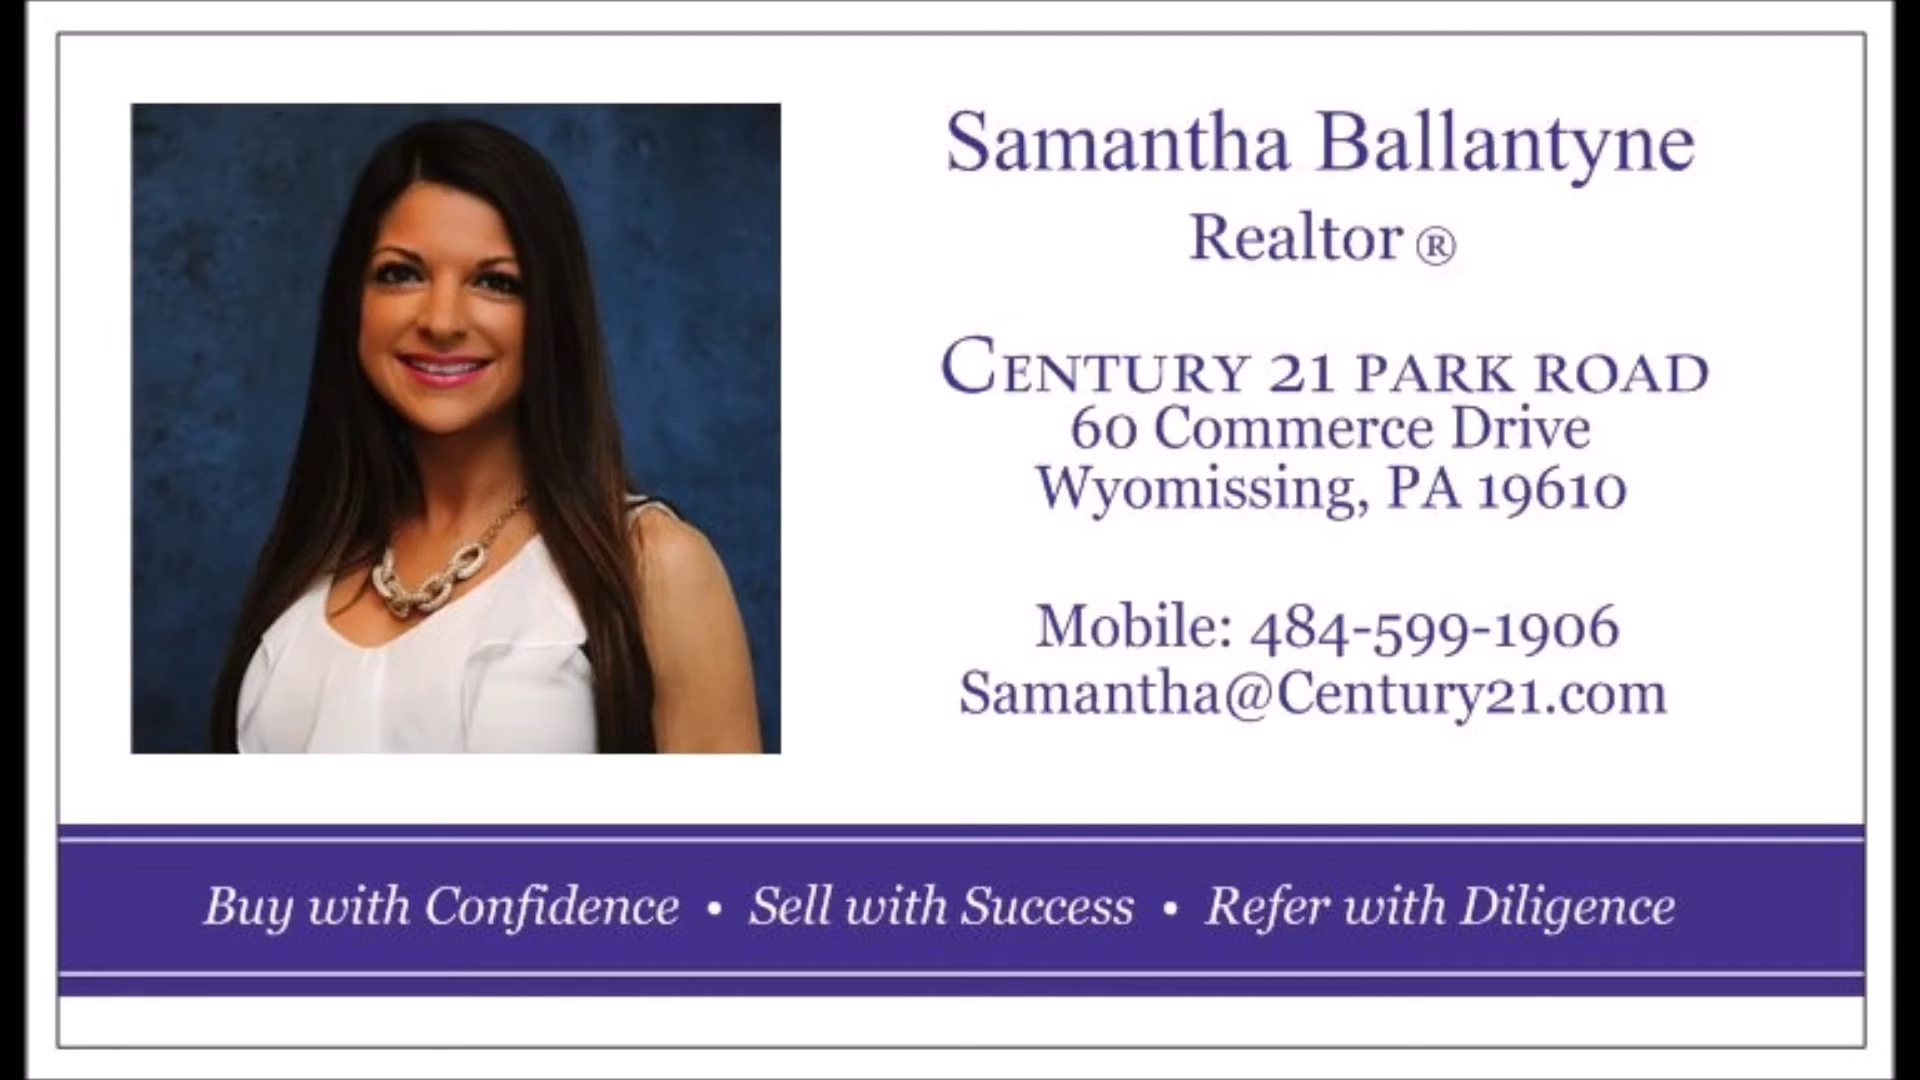 Samantha Ballantyne
Realtor ®
CENTURY 21 PARK ROAD
60 Commerce Drive
Wyomissing, PA 19610
Mobile: 484-599-1906
Samantha@Century21.com
Buy with Confidence • Sell with Success • Refer with Diligence